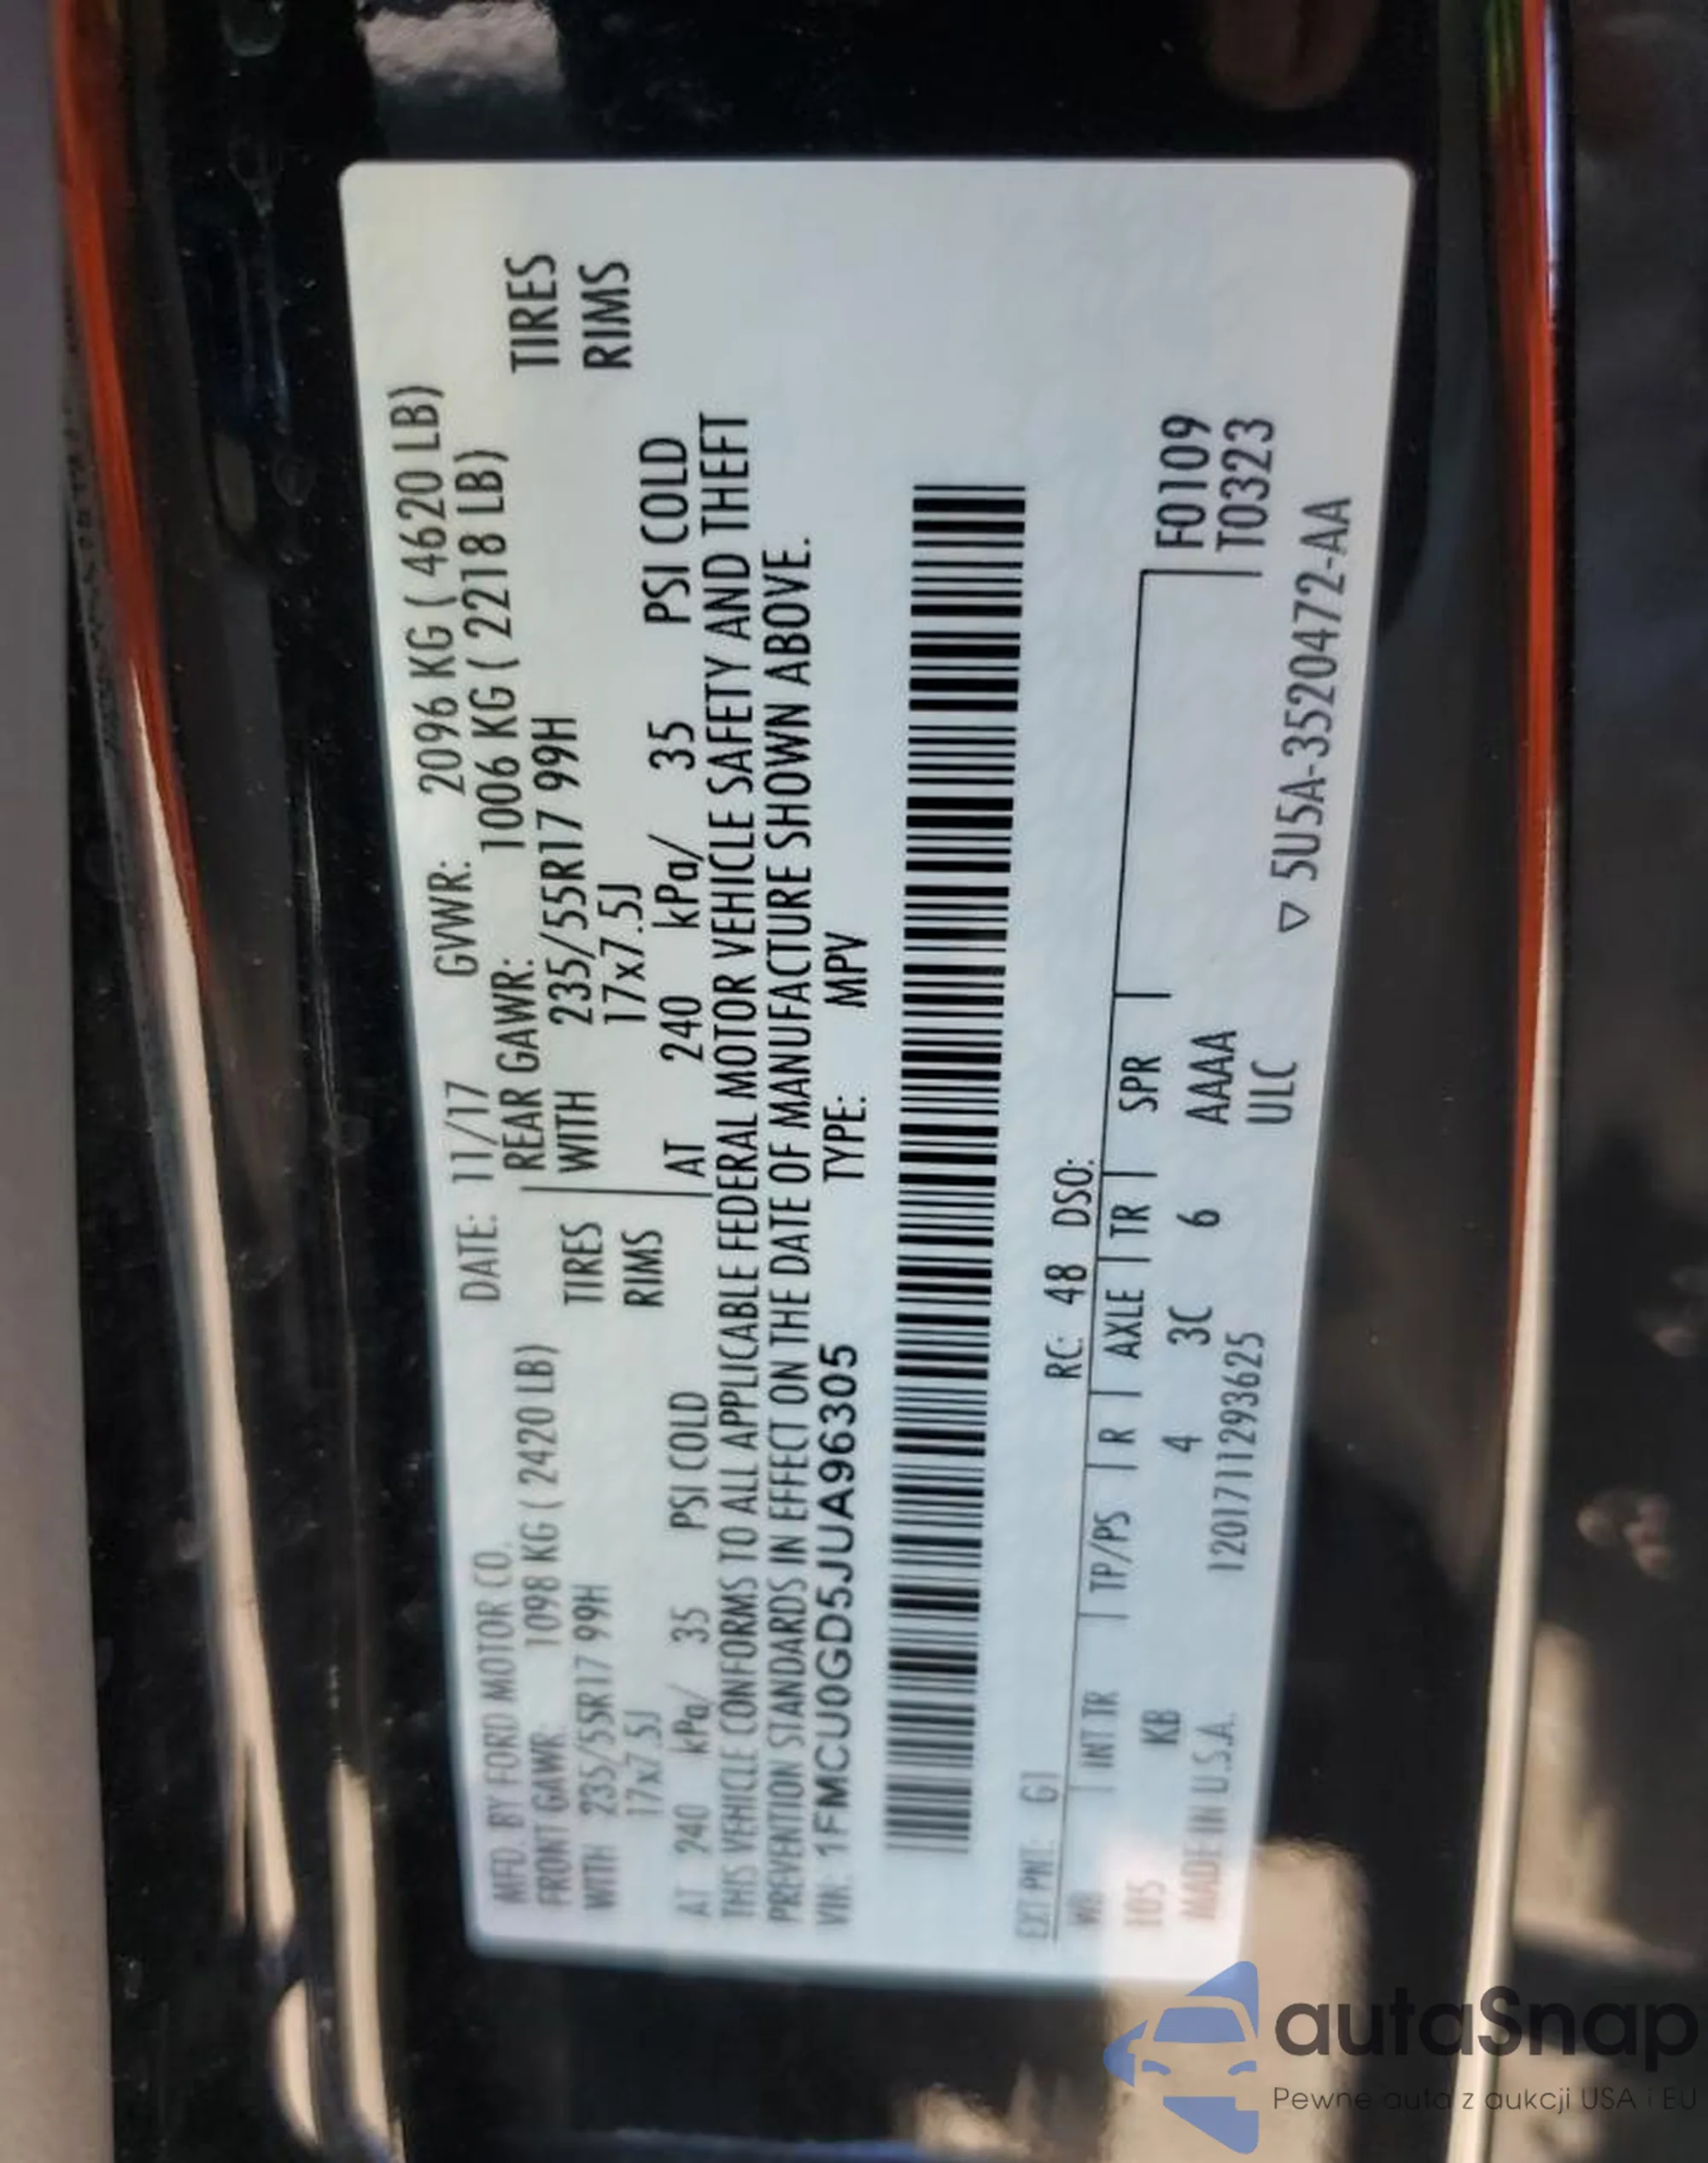 MFD. BY FORD MOTOR CO.
DATE: 11/17 GVWR: 2096 KG ( 4620 LB)
FRONT GAWR: 1098 KG ( 2420 LB) REAR GAWR: 1006 KG ( 2218 LB)
WITH 235/55R17 99H TIRES WITH 235/55R17 99H TIRES
17x7.5J RIMS 17x7.5J RIMS
AT 240 kPa/ 35 PSI COLD AT 240 kPa/ 35 PSI COLD
THIS VEHICLE CONFORMS TO ALL APPLICABLE FEDERAL MOTOR VEHICLE SAFETY AND THEFT
PREVENTION STANDARDS IN EFFECT ON THE DATE OF MANUFACTURE SHOWN ABOVE.
VIN: 1FMCU0GD5JUA96305 TYPE: MPV
EXT PNT: G1 RC: 48 DSO:
WB INT TR TP/PS R AXLE TR SPR
105 KB 4 3C 6 AAAA F0109
MADE IN U.S.A. 1201711293625 ULC T0323
▽ 5U5A-3520472-AA
autaSnap
Pewne auta z aukcji USA i EU